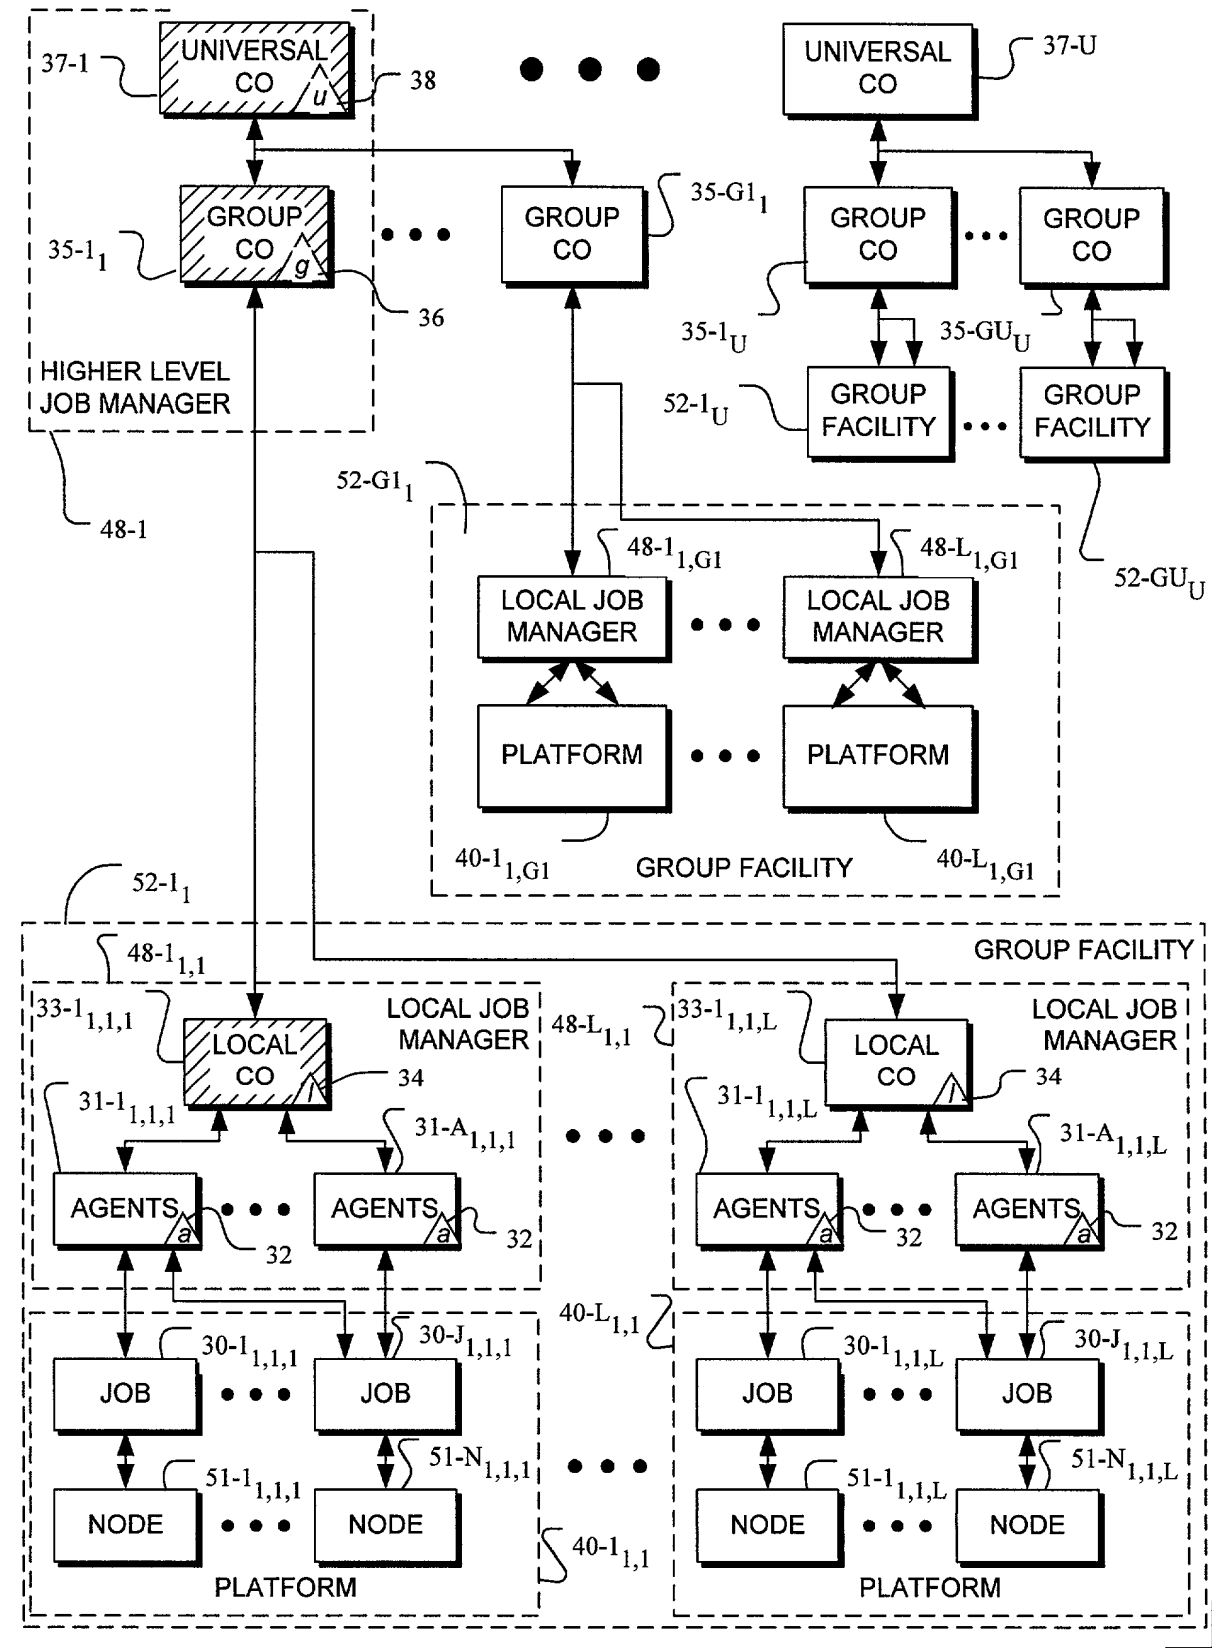 37-1
UNIVERSAL
CO
u
38
UNIVERSAL
CO
37-U
35-1₁
GROUP
CO
g
36
GROUP
CO
35-G1₁
GROUP
CO
GROUP
CO
35-1U
35-GUU
HIGHER LEVEL
JOB MANAGER
48-1
52-1U
GROUP
FACILITY
GROUP
FACILITY
52-GUU
52-G1₁
48-1₁,G1
48-L₁,G1
LOCAL JOB
MANAGER
LOCAL JOB
MANAGER
PLATFORM
PLATFORM
40-1₁,G1
GROUP FACILITY
40-L₁,G1
52-1₁
GROUP FACILITY
48-1₁,₁
33-1₁,₁,₁
LOCAL
CO
l
LOCAL JOB
MANAGER
34
31-1₁,₁,₁
31-A₁,₁,₁
AGENTS
a
32
AGENTS
a
32
48-L₁,₁
33-1₁,₁,L
LOCAL
CO
l
LOCAL JOB
MANAGER
34
31-1₁,₁,L
31-A₁,₁,L
AGENTS
a
32
AGENTS
a
32
30-1₁,₁,₁
30-J₁,₁,₁
JOB
JOB
51-1₁,₁,₁
51-N₁,₁,₁
NODE
NODE
PLATFORM
40-1₁,₁
40-L₁,₁
30-1₁,₁,L
30-J₁,₁,L
JOB
JOB
51-1₁,₁,L
51-N₁,₁,L
NODE
NODE
PLATFORM